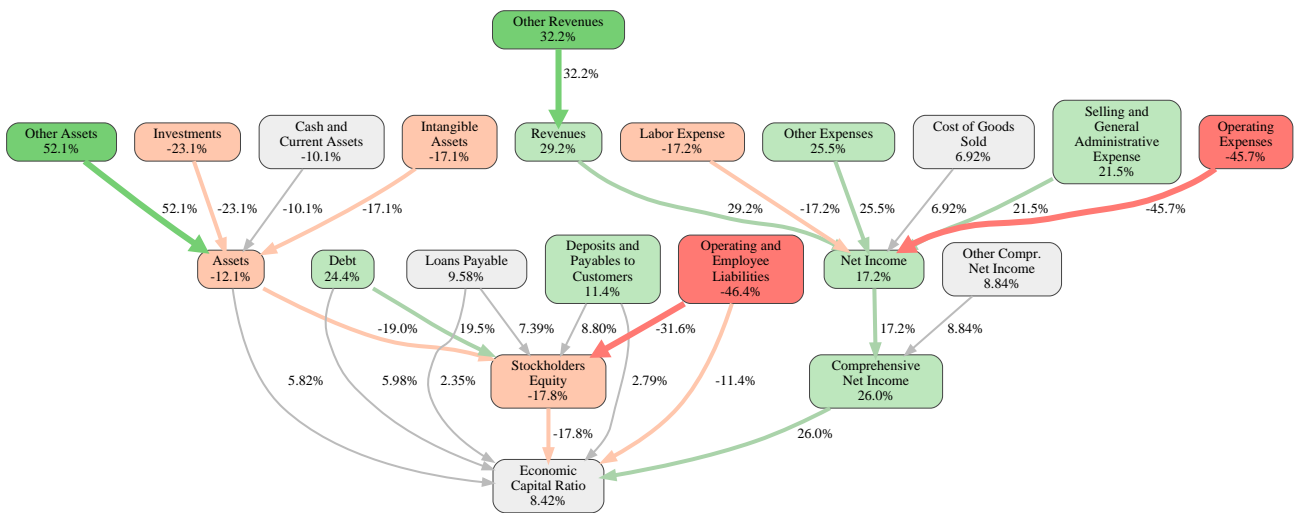 Other Revenues
32.2%
32.2%
Other Assets
52.1%
Investments
-23.1%
Cash and
Current Assets
-10.1%
Intangible
Assets
-17.1%
Revenues
29.2%
Labor Expense
-17.2%
Other Expenses
25.5%
Cost of Goods
Sold
6.92%
Selling and
General
Administrative
Expense
21.5%
Operating
Expenses
-45.7%
52.1%
-23.1%
-10.1%
-17.1%
29.2%
-17.2%
25.5%
6.92%
21.5%
-45.7%
Assets
-12.1%
Debt
24.4%
Loans Payable
9.58%
Deposits and
Payables to
Customers
11.4%
Operating and
Employee
Liabilities
-46.4%
Net Income
17.2%
Other Compr.
Net Income
8.84%
-19.0%
19.5%
7.39%
8.80%
-31.6%
17.2%
8.84%
5.82%
5.98%
2.35%
Stockholders
Equity
-17.8%
2.79%
-11.4%
Comprehensive
Net Income
26.0%
-17.8%
26.0%
Economic
Capital Ratio
8.42%